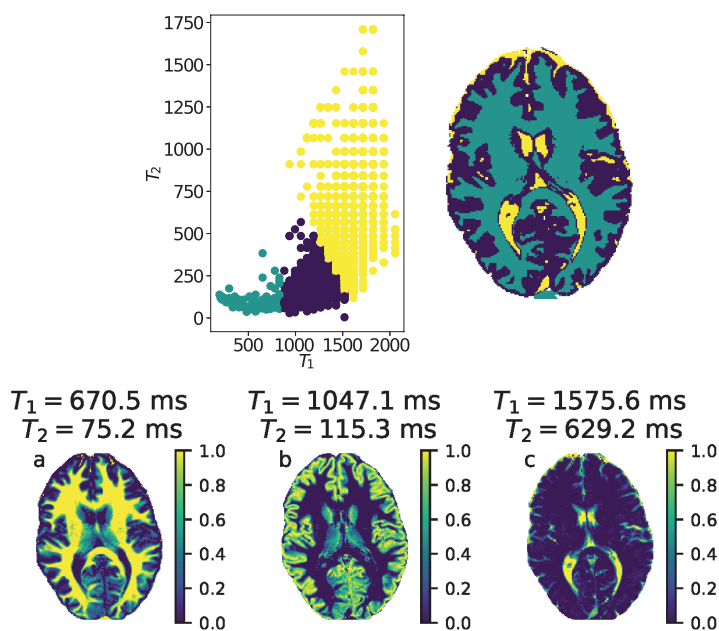 1750
1500
1250
1000
750
500
250
0
T₂
500 1000 1500 2000
T₁
T₁ = 670.5 ms
T₂ = 75.2 ms
T₁ = 1047.1 ms
T₂ = 115.3 ms
T₁ = 1575.6 ms
T₂ = 629.2 ms
a
1.0
0.8
0.6
0.4
0.2
0.0
b
1.0
0.8
0.6
0.4
0.2
0.0
c
1.0
0.8
0.6
0.4
0.2
0.0